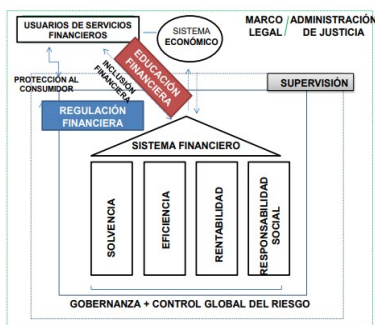 USUARIOS DE SERVICIOS
FINANCIEROS
SISTEMA
ECONÓMICO
MARCO / ADMINISTRACIÓN
LEGAL DE JUSTICIA
PROTECCIÓN AL
CONSUMIDOR
INCLUSIÓN
FINANCIERA
EDUCACIÓN
FINANCIERA
SUPERVISIÓN
REGULACIÓN
FINANCIERA
SISTEMA FINANCIERO
SOLVENCIA
EFICIENCIA
RENTABILIDAD
RESPONSABILIDAD
SOCIAL
GOBERNANZA + CONTROL GLOBAL DEL RIESGO